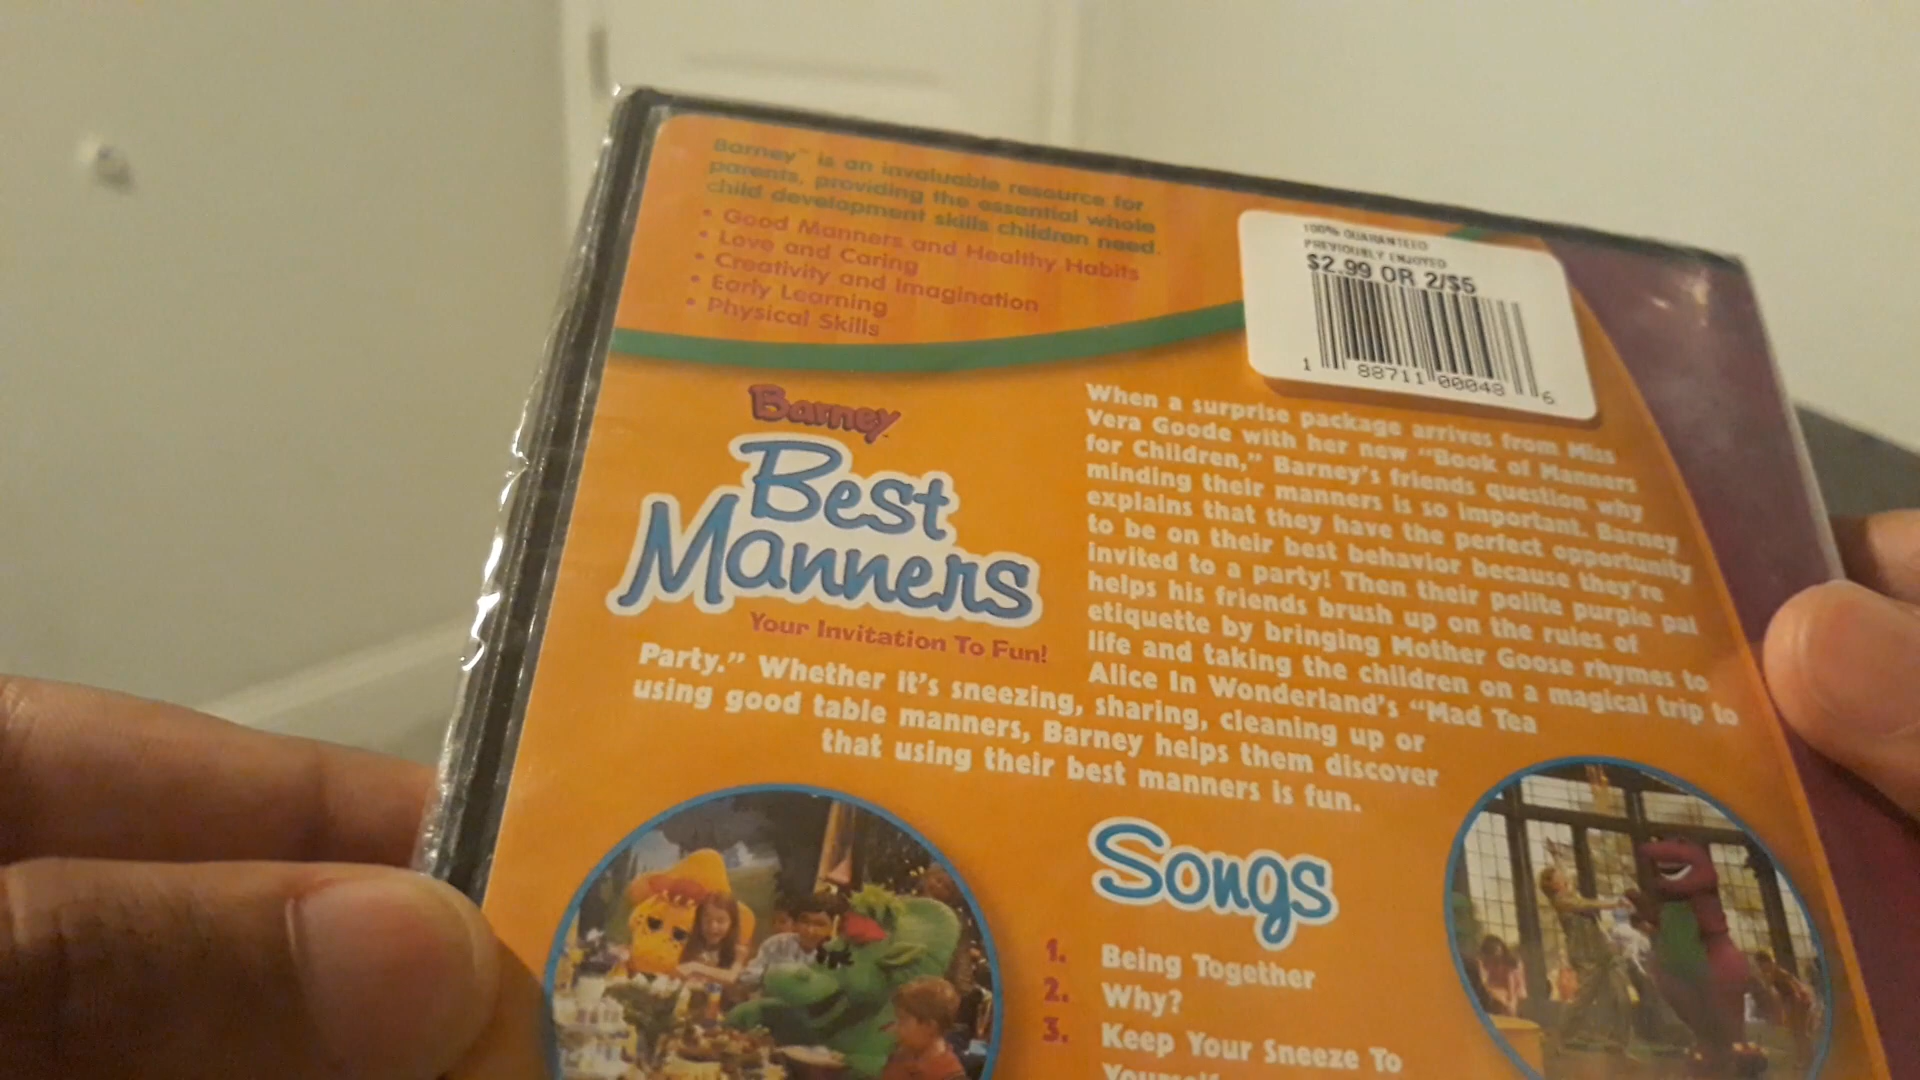 Barney™ is an invaluable resource for
parents, providing the essential whole
child development skills children need.
• Good Manners and Healthy Habits
• Love and Caring
• Creativity and Imagination
• Early Learning
• Physical Skills
100% GUARANTEED
PREVIOUSLY ENJOYED
$2.99 OR 2/$5
1 88711 00048 6
Barney
Best
Manners
Your Invitation To Fun!
When a surprise package arrives from Miss
Vera Goode with her new “Book of Manners
for Children,” Barney’s friends question why
minding their manners is so important. Barney
explains that they have the perfect opportunity
to be on their best behavior because they’re
invited to a party! Then their polite purple pal
helps his friends brush up on the rules of
etiquette by bringing Mother Goose rhymes to
life and taking the children on a magical trip to
Alice In Wonderland’s “Mad Tea
Party.” Whether it’s sneezing, sharing, cleaning up or
using good table manners, Barney helps them discover
that using their best manners is fun.
Songs
1. Being Together
2. Why?
3. Keep Your Sneeze To
Yourself